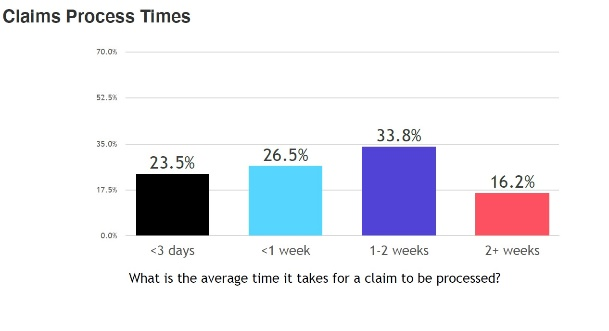 Claims Process Times
70.0%
52.5%
35.0%
17.5%
0.0%
23.5%
26.5%
33.8%
16.2%
<3 days
<1 week
1-2 weeks
2+ weeks
What is the average time it takes for a claim to be processed?